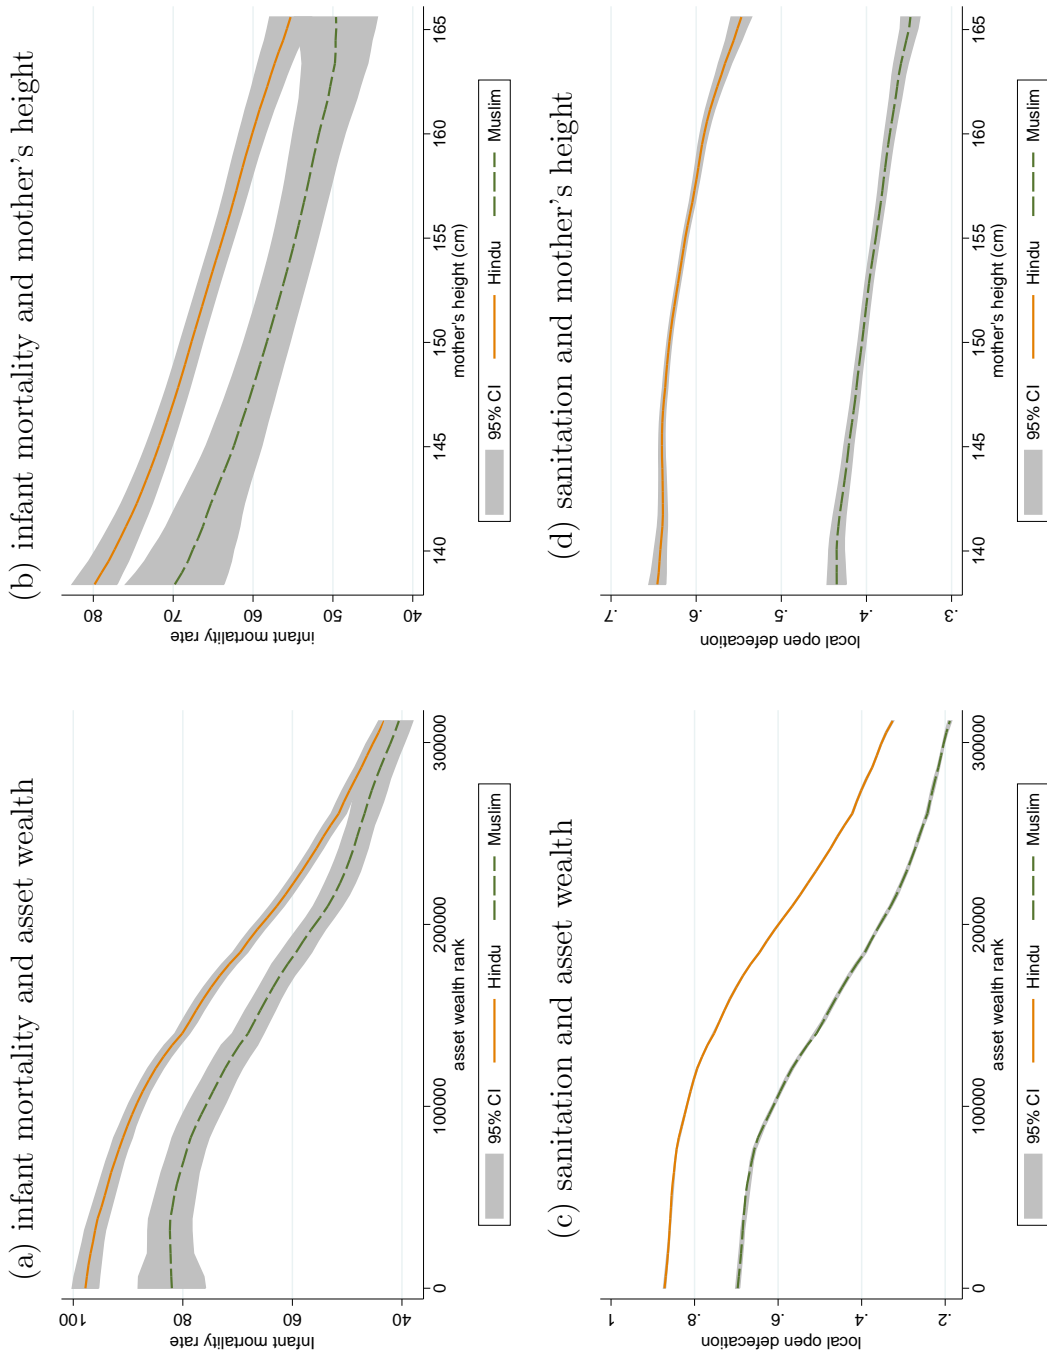 (a) infant mortality and asset wealth
Infant mortality rate
100
80
60
40
0
100000
200000
300000
asset wealth rank
95% CI
Hindu
Muslim
(b) infant mortality and mother's height
infant mortality rate
80
70
60
50
40
140
145
150
155
160
165
mother's height (cm)
95% CI
Hindu
Muslim
(c) sanitation and asset wealth
local open defecation
1
.8
.6
.4
.2
0
100000
200000
300000
asset wealth rank
95% CI
Hindu
Muslim
(d) sanitation and mother's height
local open defecation
.7
.6
.5
.4
.3
140
145
150
155
160
165
mother's height (cm)
95% CI
Hindu
Muslim